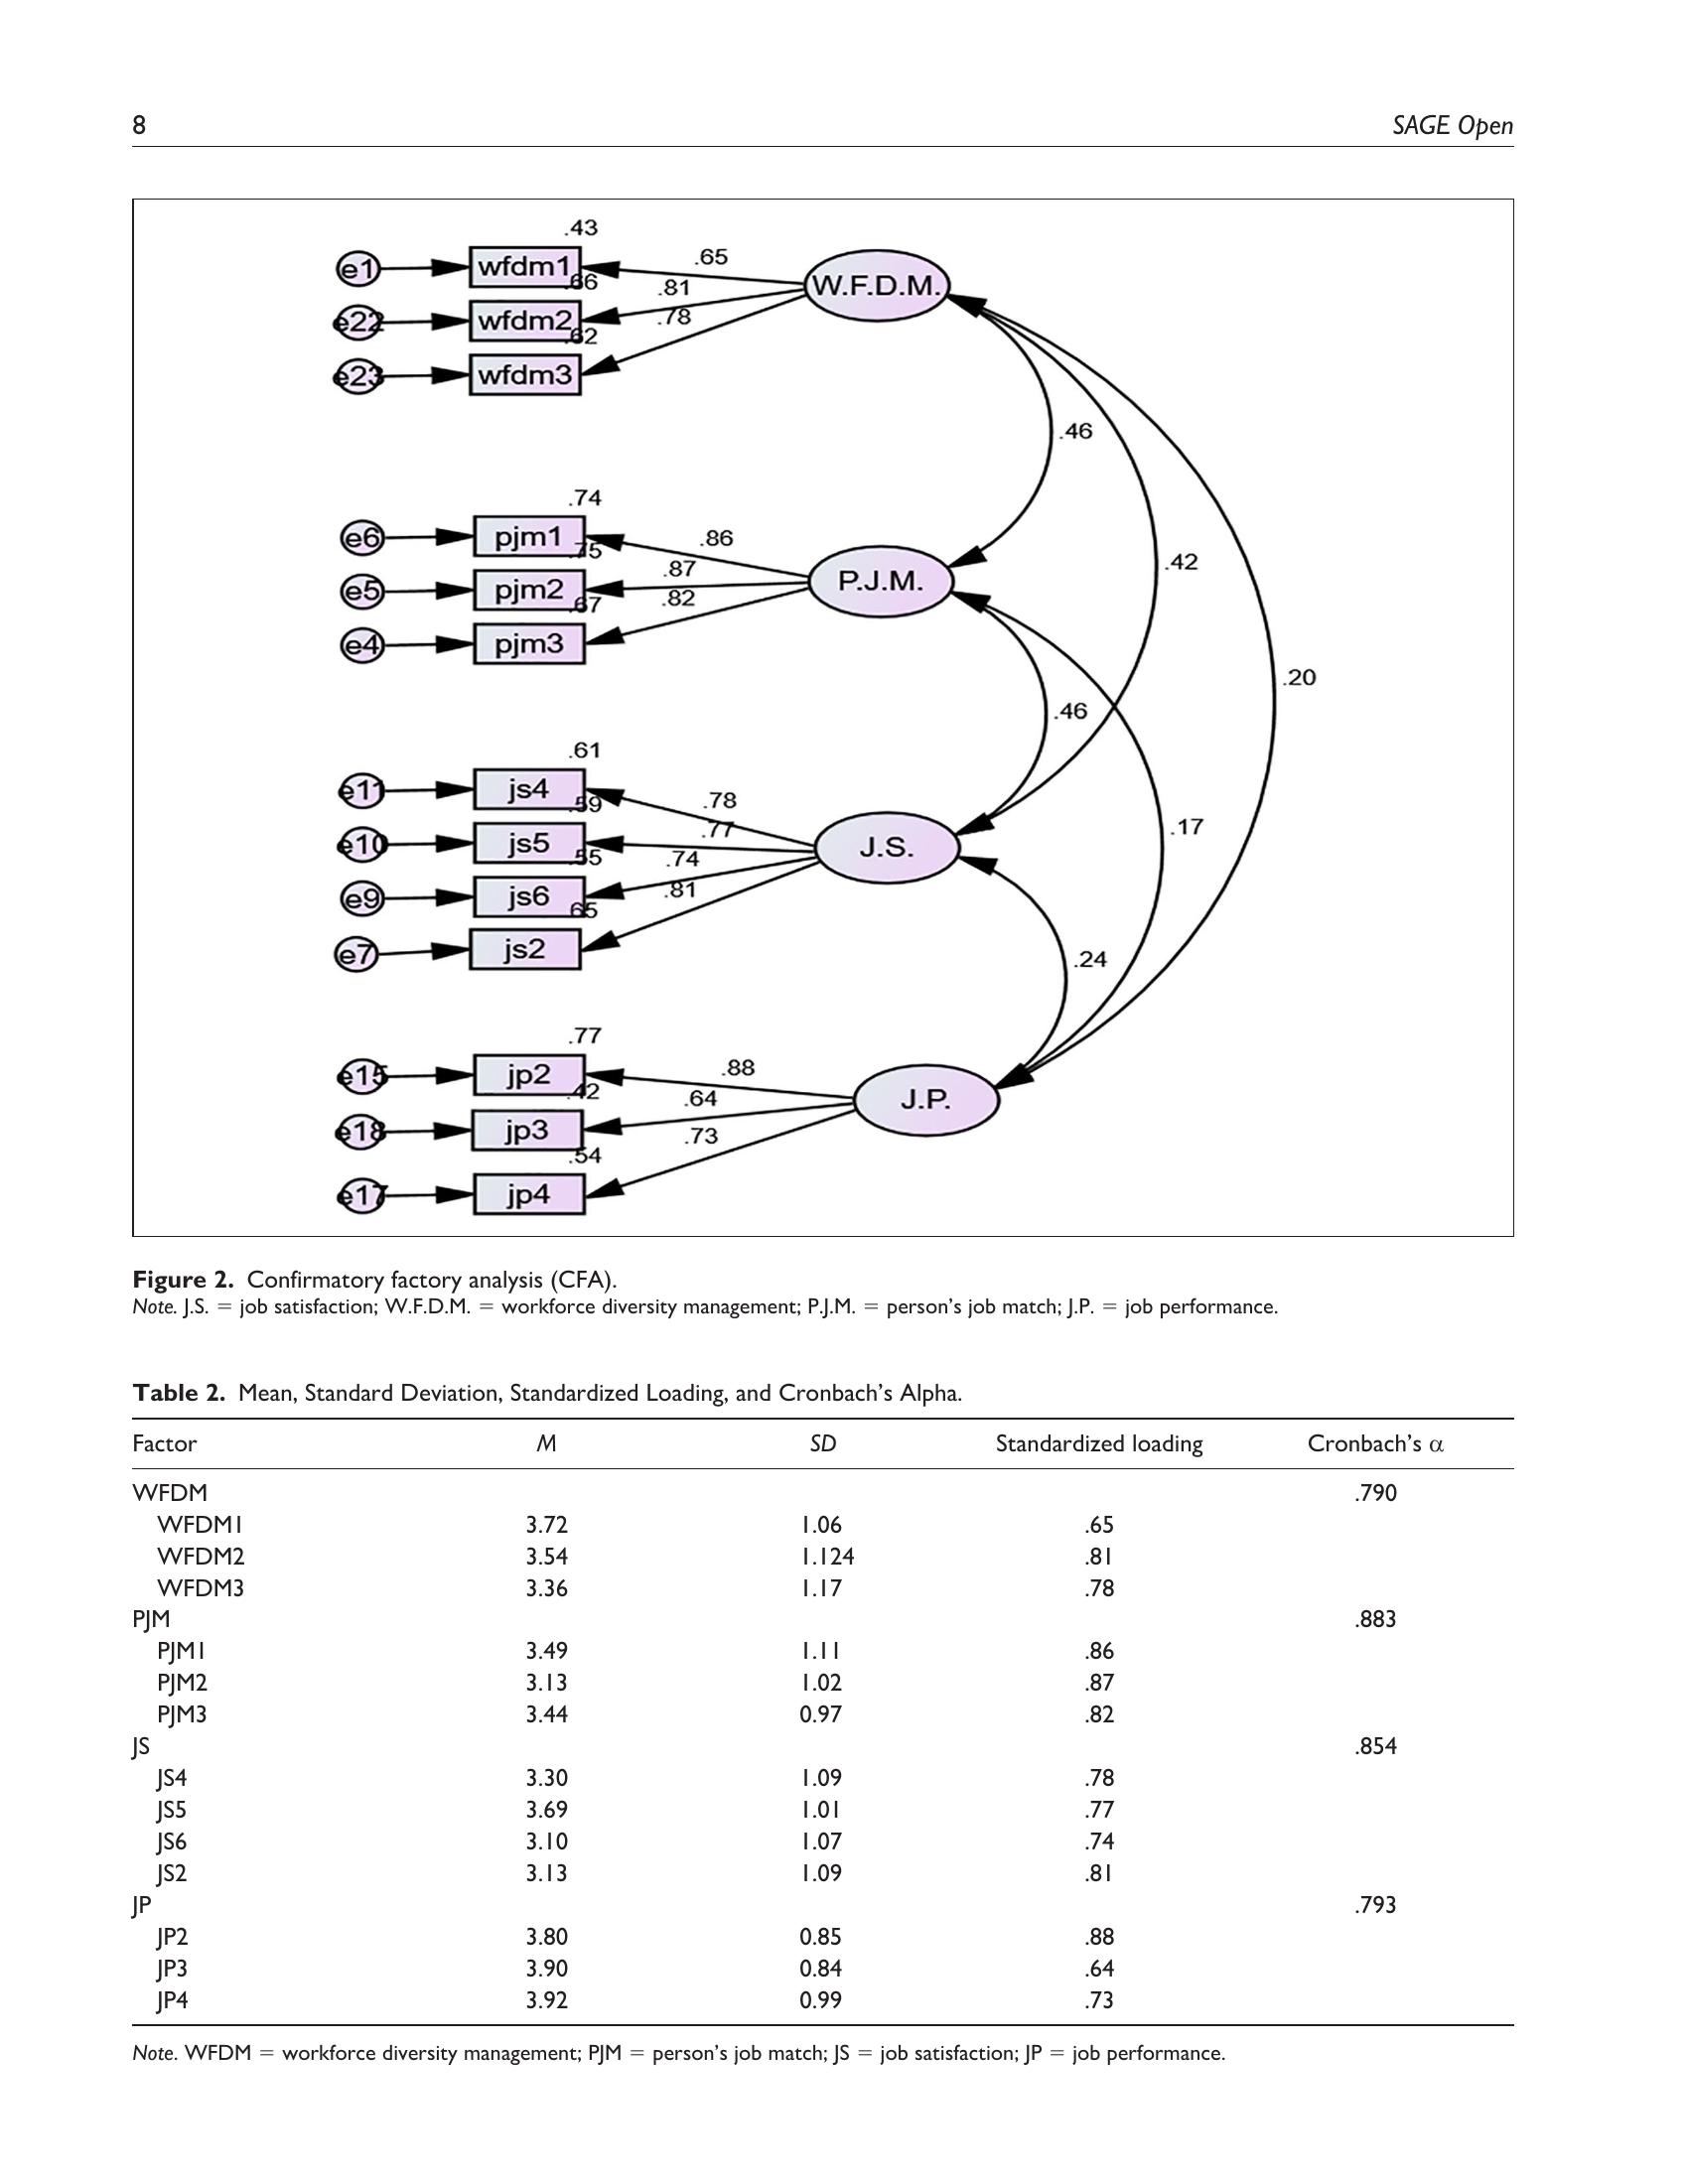 8 SAGE Open
.43
e1 wfdm1 .65 W.F.D.M.
.66
.81
e22 wfdm2 .78
.62
e23 wfdm3
.46
.74
e6 pjm1 .86
.75
.42
e5 pjm2 .87 P.J.M.
.67
.82
e4 pjm3
.20
.46
.61
e11 js4 .78
.59
.77
.17
e10 js5 J.S.
.55
.74
e9 js6 .81
.65
e7 js2
.24
.77
e15 jp2 .88
.42
.64
J.P.
e18 jp3 .73
.54
e17 jp4
Figure 2. Confirmatory factory analysis (CFA).
Note. J.S. = job satisfaction; W.F.D.M. = workforce diversity management; P.J.M. = person's job match; J.P. = job performance.
Table 2. Mean, Standard Deviation, Standardized Loading, and Cronbach's Alpha.
Factor M SD Standardized loading Cronbach's α
WFDM .790
WFDM1 3.72 1.06 .65
WFDM2 3.54 1.124 .81
WFDM3 3.36 1.17 .78
PJM .883
PJM1 3.49 1.11 .86
PJM2 3.13 1.02 .87
PJM3 3.44 0.97 .82
JS .854
JS4 3.30 1.09 .78
JS5 3.69 1.01 .77
JS6 3.10 1.07 .74
JS2 3.13 1.09 .81
JP .793
JP2 3.80 0.85 .88
JP3 3.90 0.84 .64
JP4 3.92 0.99 .73
Note. WFDM = workforce diversity management; PJM = person's job match; JS = job satisfaction; JP = job performance.